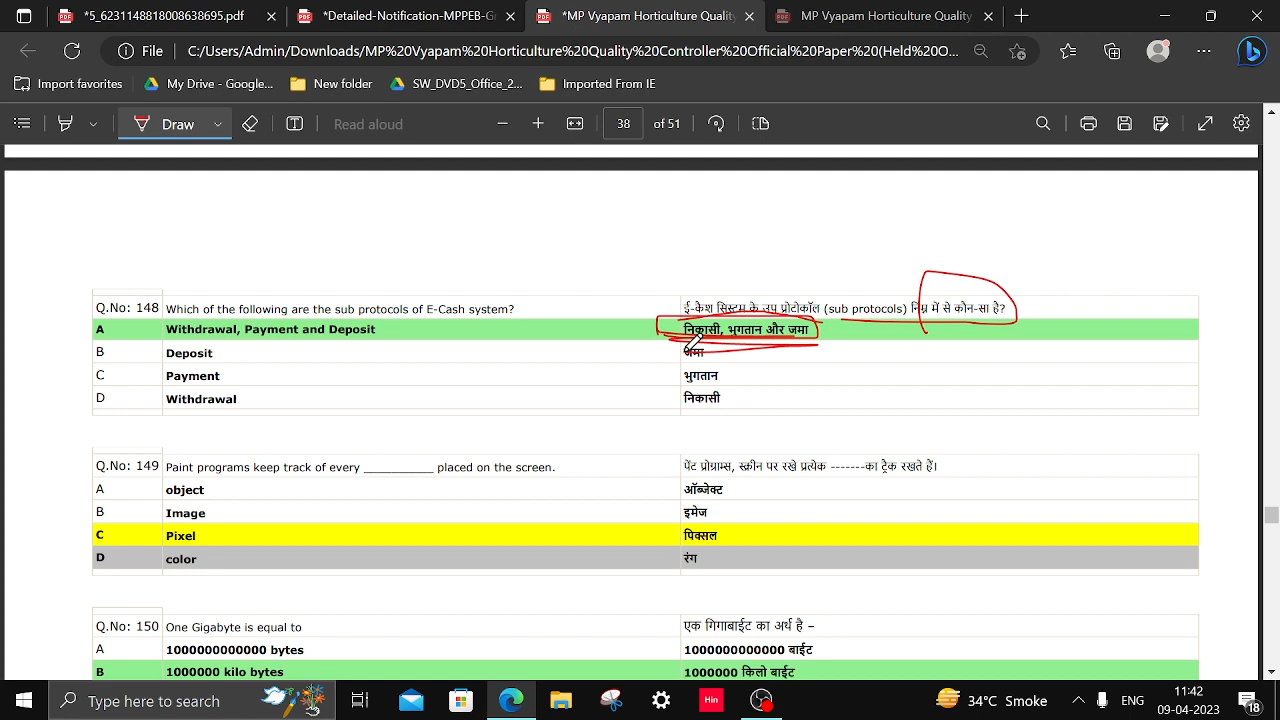 5_6231148818008638695.pdf
*Detailed-Notification-MPPEB-G
*MP Vyapam Horticulture Quality
MP Vyapam Horticulture Quality
File
C:/Users/Admin/Downloads/MP%20Vyapam%20Horticulture%20Quality%20Controller%20Official%20Paper%20(Held%20O...
Import favorites
My Drive - Google...
New folder
SW_DVD5_Office_2...
Imported From IE
Draw
Read aloud
38 of 51
Q.No: 148 Which of the following are the sub protocols of E-Cash system? ई-कैश सिस्टम के उप प्रोटोकॉल (sub protocols) निम्न में से कौन-सा है?
A Withdrawal, Payment and Deposit निकासी, भुगतान और जमा
B Deposit जमा
C Payment भुगतान
D Withdrawal निकासी
Q.No: 149 Paint programs keep track of every __________ placed on the screen. पेंट प्रोग्राम्स, स्क्रीन पर रखे प्रत्येक -------का ट्रैक रखते हैं।
A object ऑब्जेक्ट
B Image इमेज
C Pixel पिक्सल
D color रंग
Q.No: 150 One Gigabyte is equal to एक गिगाबाईट का अर्थ है –
A 1000000000000 bytes 1000000000000 बाईट
B 1000000 kilo bytes 1000000 किलो बाईट
Type here to search
Hin
34°C Smoke
ENG
11:42
09-04-2023
18